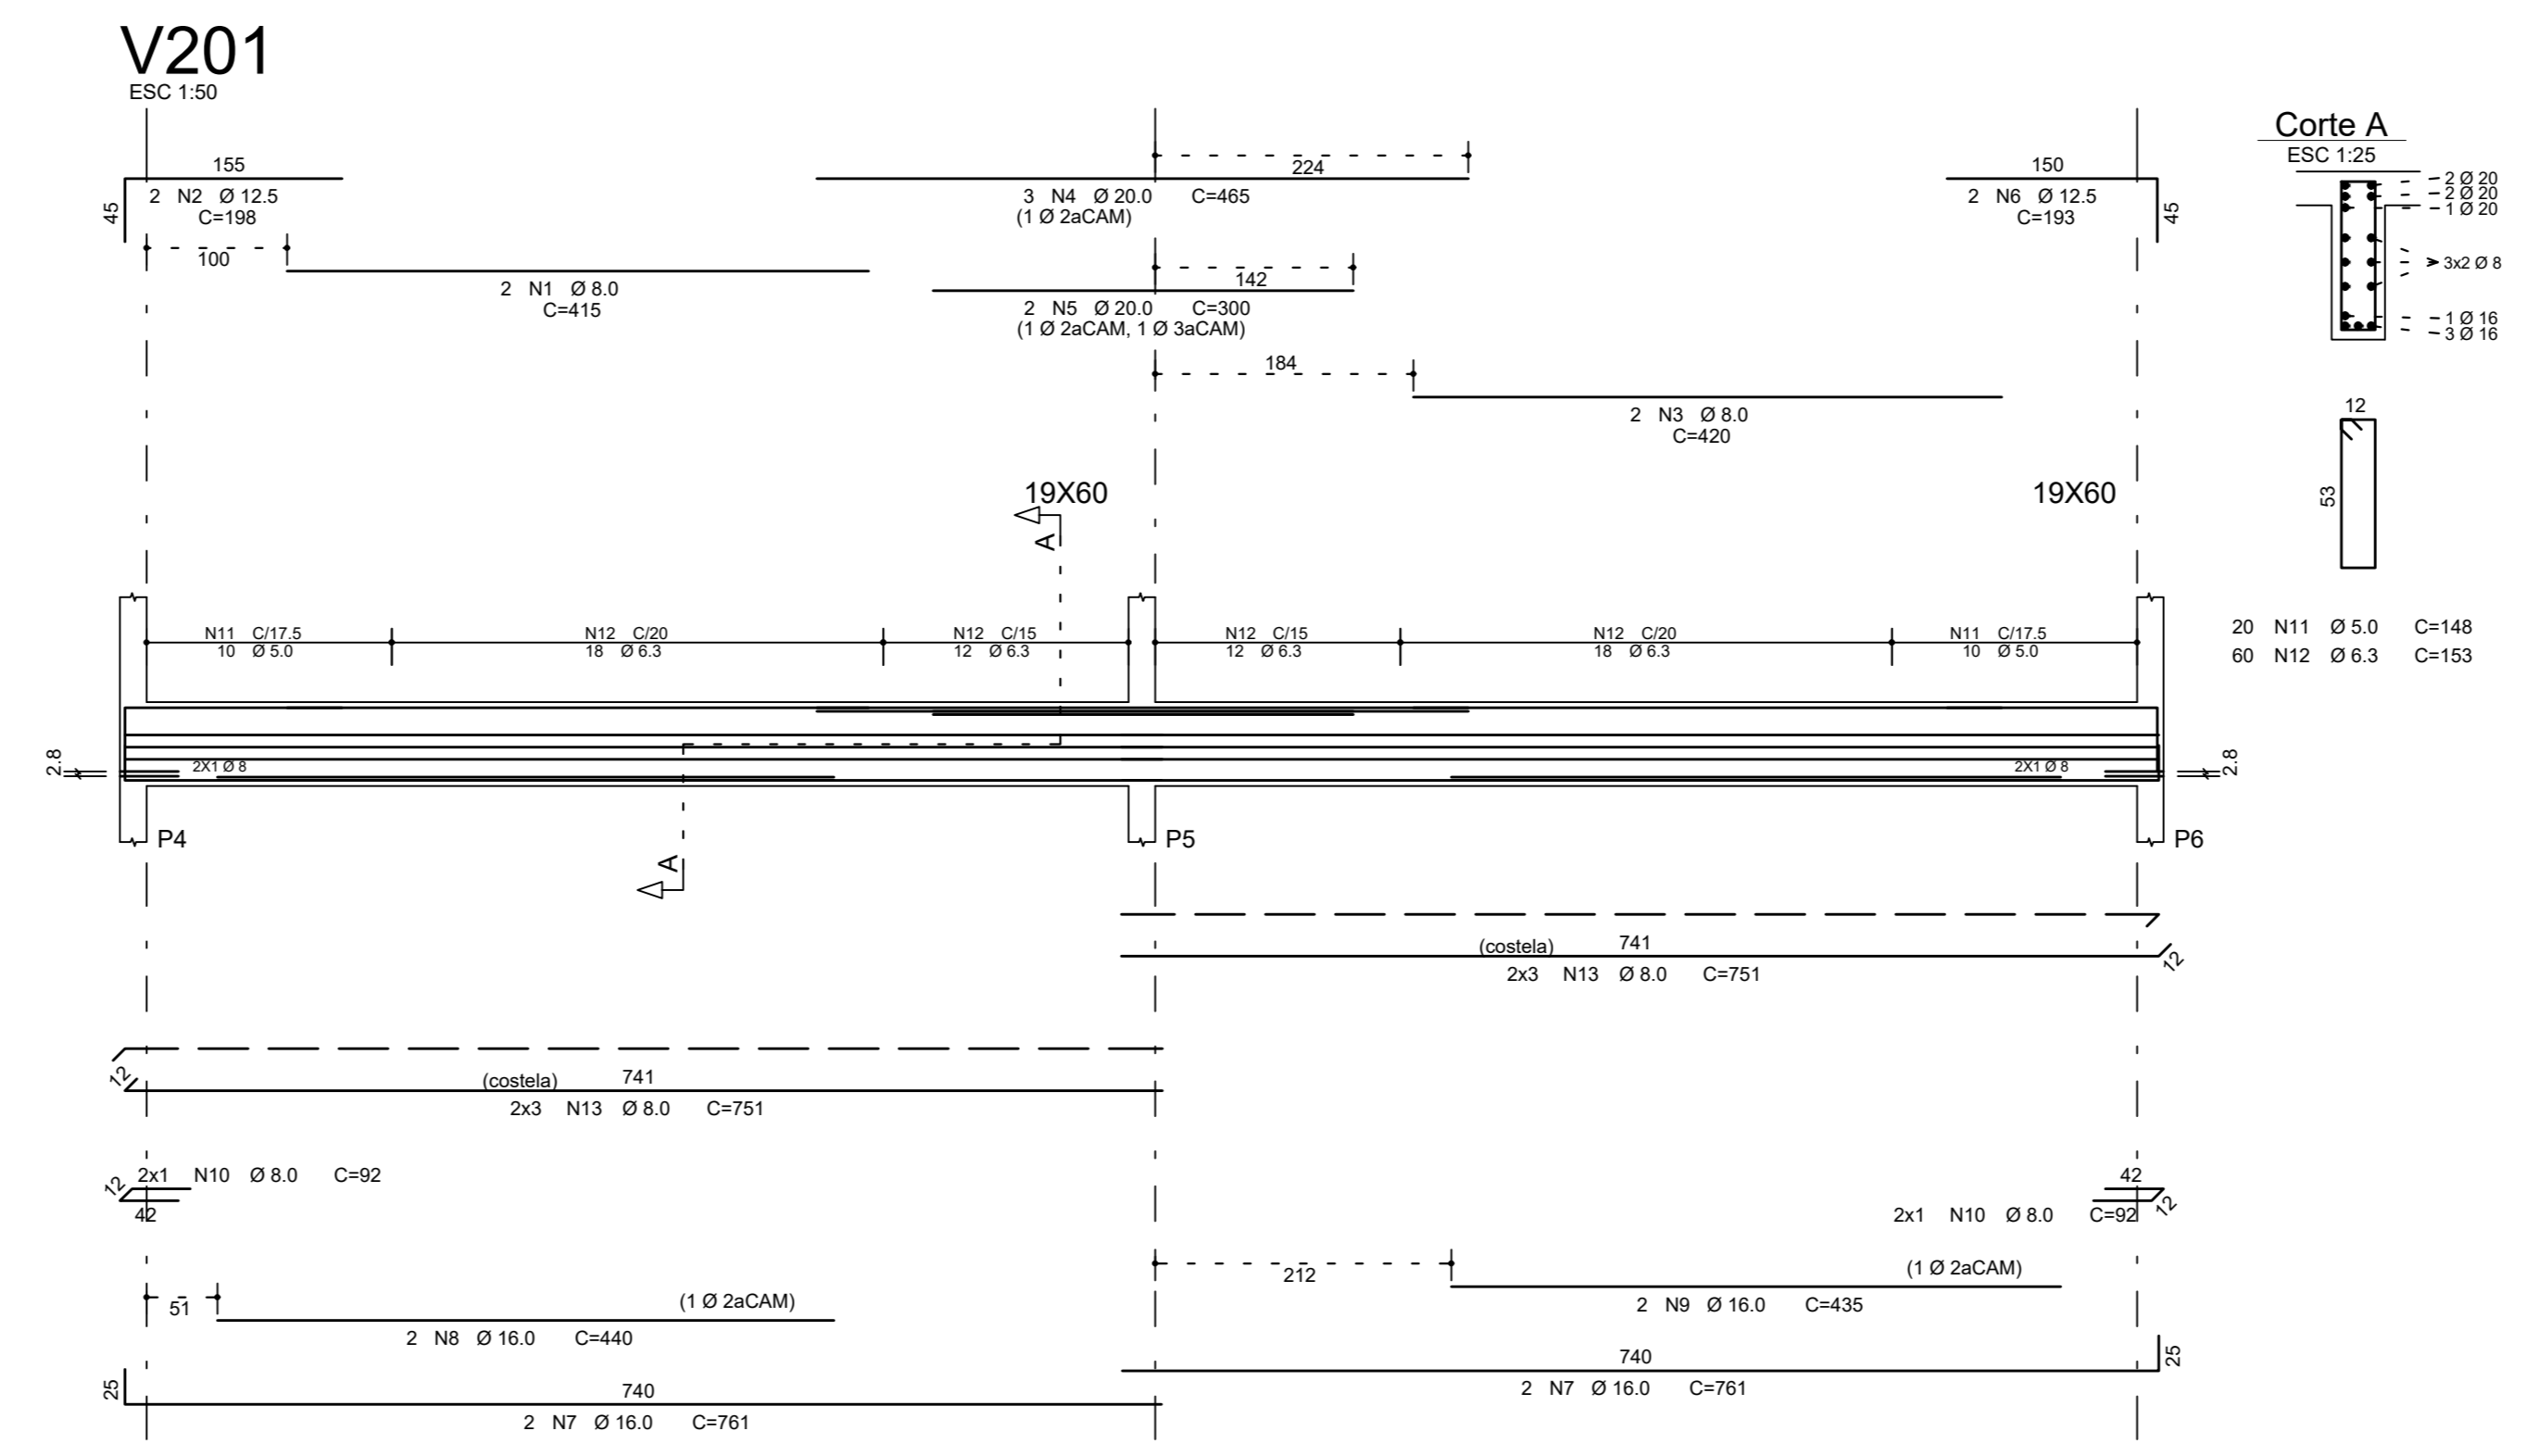 V201
ESC 1:50
155
2 N2 Ø 12.5
C=198
45
100
2 N1 Ø 8.0
C=415
224
3 N4 Ø 20.0 C=465
(1 Ø 2aCAM)
142
2 N5 Ø 20.0 C=300
(1 Ø 2aCAM, 1 Ø 3aCAM)
184
2 N3 Ø 8.0
C=420
150
2 N6 Ø 12.5
C=193
45
Corte A
ESC 1:25
2 Ø 20
2 Ø 20
1 Ø 20
3x2 Ø 8
1 Ø 16
3 Ø 16
12
53
20 N11 Ø 5.0 C=148
60 N12 Ø 6.3 C=153
19X60
19X60
A
N11 C/17.5
10 Ø 5.0
N12 C/20
18 Ø 6.3
N12 C/15
12 Ø 6.3
N12 C/15
12 Ø 6.3
N12 C/20
18 Ø 6.3
N11 C/17.5
10 Ø 5.0
2.8
2X1 Ø 8
2X1 Ø 8
2.8
P4
P5
P6
A
(costela) 741
12
2x3 N13 Ø 8.0 C=751
12
(costela) 741
2x3 N13 Ø 8.0 C=751
12
2x1 N10 Ø 8.0 C=92
42
42
12
2x1 N10 Ø 8.0 C=92
51
(1 Ø 2aCAM)
2 N8 Ø 16.0 C=440
212
(1 Ø 2aCAM)
2 N9 Ø 16.0 C=435
25
740
2 N7 Ø 16.0 C=761
740
25
2 N7 Ø 16.0 C=761